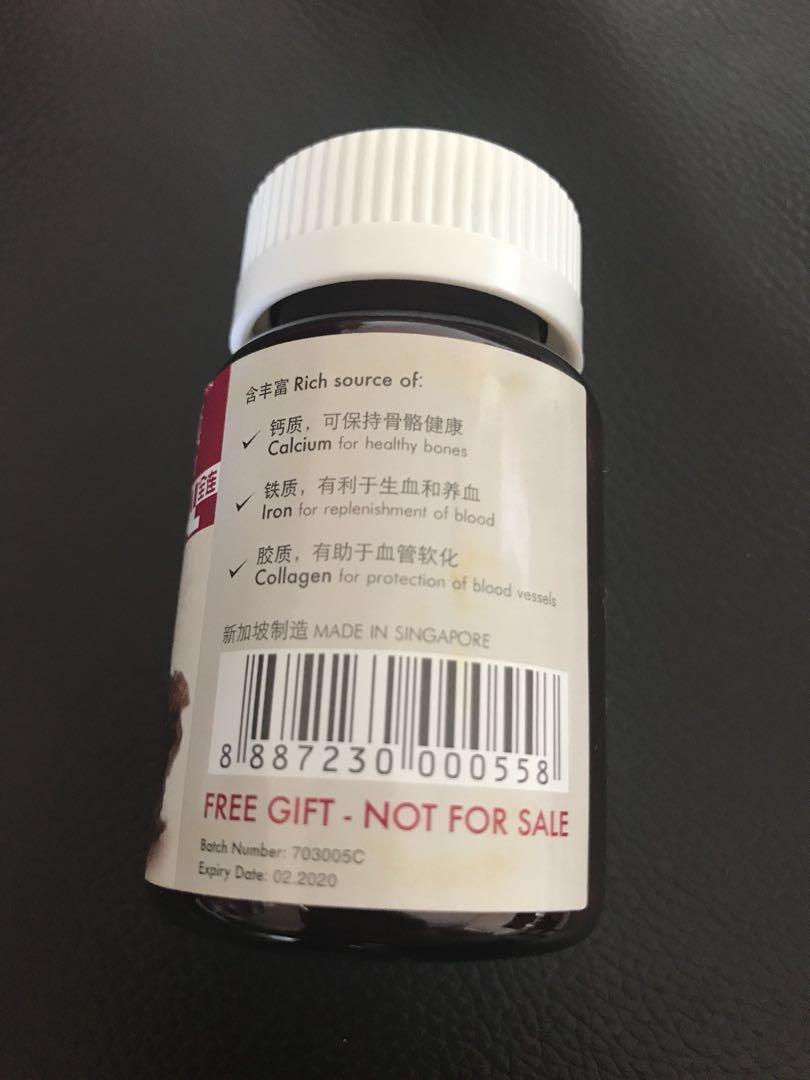 含丰富 Rich source of:
钙质，可保持骨骼健康
Calcium for healthy bones
铁质，有利于生血和养血
Iron for replenishment of blood
胶质，有助于血管软化
Collagen for protection of blood vessels
新加坡制造 MADE IN SINGAPORE
8 887230 000558
FREE GIFT - NOT FOR SALE
Batch Number: 703005C
Expiry Date: 02.2020
全连